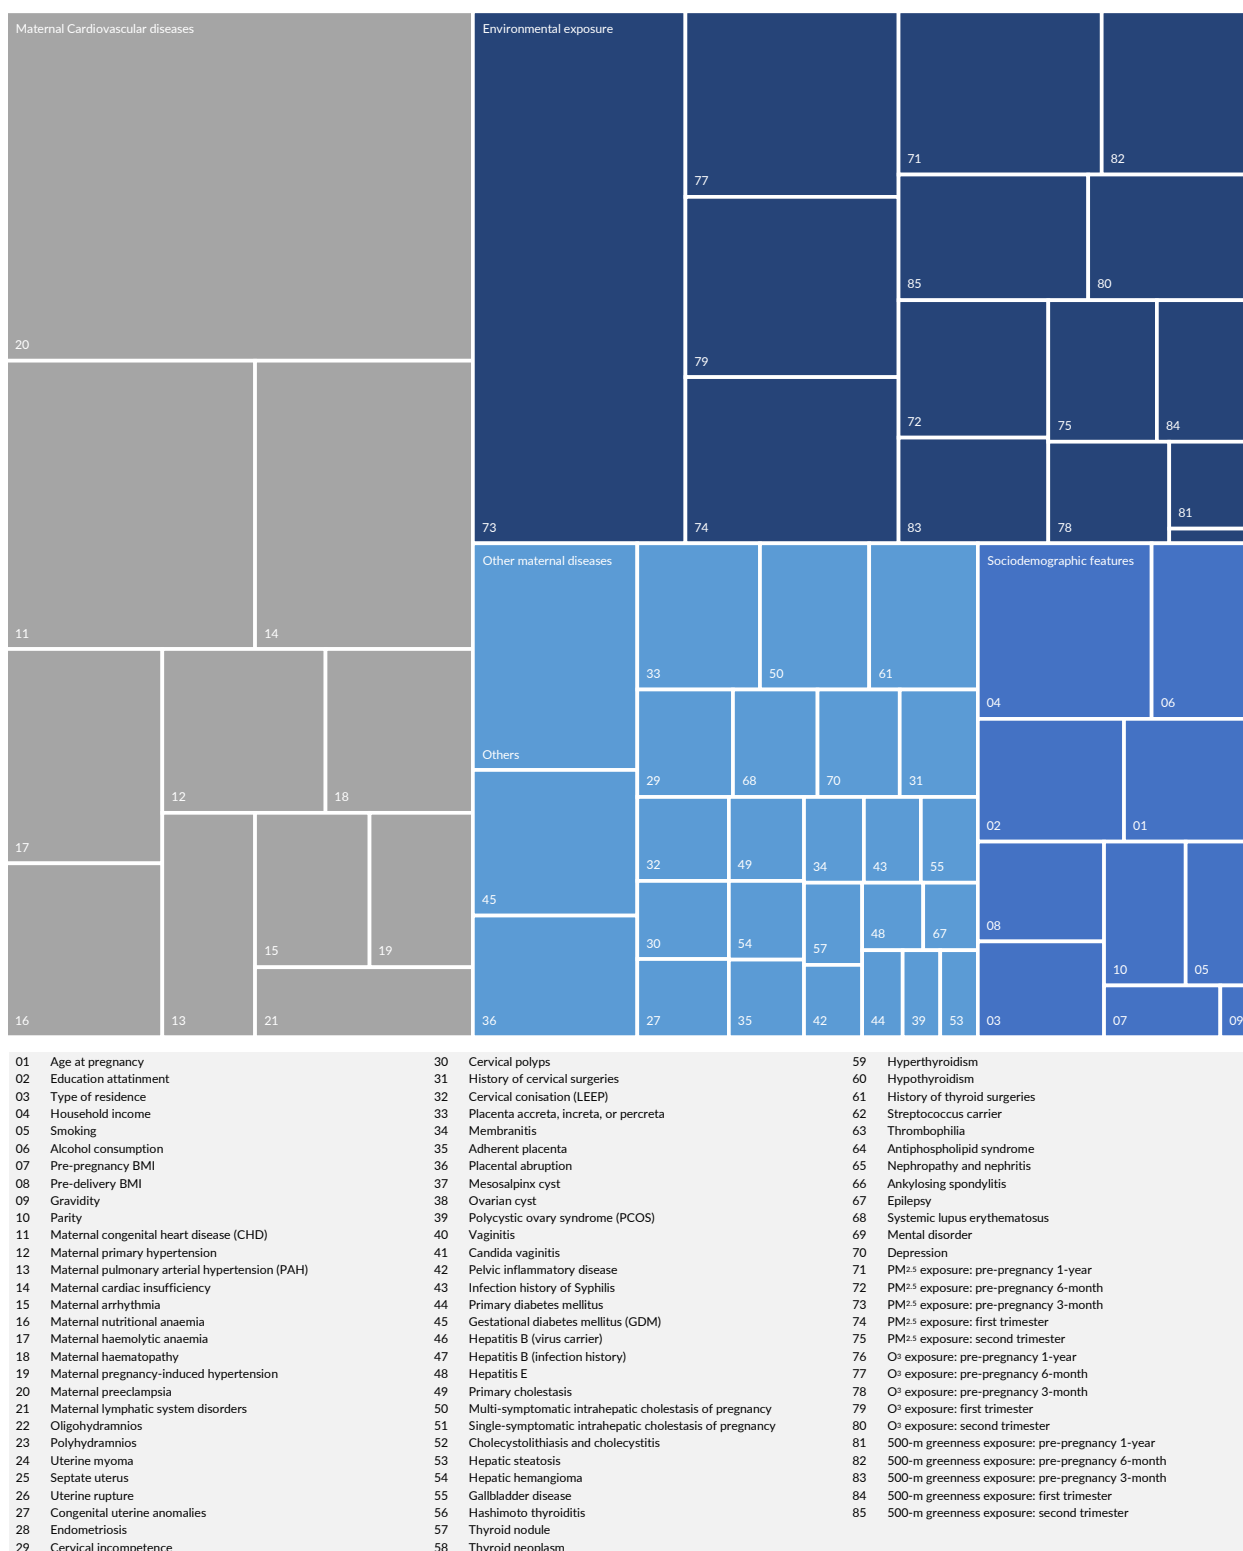 Maternal Cardiovascular diseases
20
11
14
17
12
18
16
13
15
19
21
Environmental exposure
73
77
79
74
71
82
85
80
72
75
84
83
78
81
Other maternal diseases
Others
45
36
33
50
61
29
68
70
31
32
49
34
43
55
30
54
57
48
67
27
35
42
44
39
53
Sociodemographic features
04
06
02
01
08
10
05
03
07
09
01 Age at pregnancy
02 Education attatinment
03 Type of residence
04 Household income
05 Smoking
06 Alcohol consumption
07 Pre-pregnancy BMI
08 Pre-delivery BMI
09 Gravidity
10 Parity
11 Maternal congenital heart disease (CHD)
12 Maternal primary hypertension
13 Maternal pulmonary arterial hypertension (PAH)
14 Maternal cardiac insufficiency
15 Maternal arrhythmia
16 Maternal nutritional anaemia
17 Maternal haemolytic anaemia
18 Maternal haematopathy
19 Maternal pregnancy-induced hypertension
20 Maternal preeclampsia
21 Maternal lymphatic system disorders
22 Oligohydramnios
23 Polyhydramnios
24 Uterine myoma
25 Septate uterus
26 Uterine rupture
27 Congenital uterine anomalies
28 Endometriosis
29 Cervical incompetence
30 Cervical polyps
31 History of cervical surgeries
32 Cervical conisation (LEEP)
33 Placenta accreta, increta, or percreta
34 Membranitis
35 Adherent placenta
36 Placental abruption
37 Mesosalpinx cyst
38 Ovarian cyst
39 Polycystic ovary syndrome (PCOS)
40 Vaginitis
41 Candida vaginitis
42 Pelvic inflammatory disease
43 Infection history of Syphilis
44 Primary diabetes mellitus
45 Gestational diabetes mellitus (GDM)
46 Hepatitis B (virus carrier)
47 Hepatitis B (infection history)
48 Hepatitis E
49 Primary cholestasis
50 Multi-symptomatic intrahepatic cholestasis of pregnancy
51 Single-symptomatic intrahepatic cholestasis of pregnancy
52 Cholecystolithiasis and cholecystitis
53 Hepatic steatosis
54 Hepatic hemangioma
55 Gallbladder disease
56 Hashimoto thyroiditis
57 Thyroid nodule
58 Thyroid neoplasm
59 Hyperthyroidism
60 Hypothyroidism
61 History of thyroid surgeries
62 Streptococcus carrier
63 Thrombophilia
64 Antiphospholipid syndrome
65 Nephropathy and nephritis
66 Ankylosing spondylitis
67 Epilepsy
68 Systemic lupus erythematosus
69 Mental disorder
70 Depression
71 PM2.5 exposure: pre-pregnancy 1-year
72 PM2.5 exposure: pre-pregnancy 6-month
73 PM2.5 exposure: pre-pregnancy 3-month
74 PM2.5 exposure: first trimester
75 PM2.5 exposure: second trimester
76 O3 exposure: pre-pregnancy 1-year
77 O3 exposure: pre-pregnancy 6-month
78 O3 exposure: pre-pregnancy 3-month
79 O3 exposure: first trimester
80 O3 exposure: second trimester
81 500-m greenness exposure: pre-pregnancy 1-year
82 500-m greenness exposure: pre-pregnancy 6-month
83 500-m greenness exposure: pre-pregnancy 3-month
84 500-m greenness exposure: first trimester
85 500-m greenness exposure: second trimester